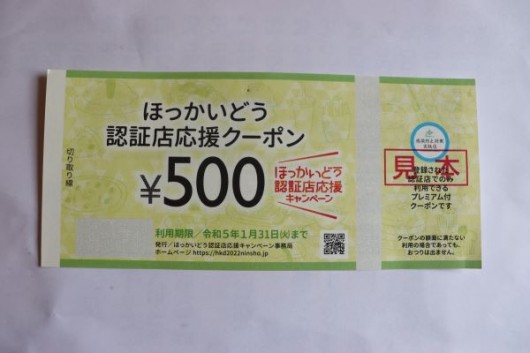 切り取り線
ほっかいどう
認証店応援クーポン
¥500
ほっかいどう
認証店応援
キャンペーン
利用期限/令和5年1月31日(火)まで
発行/ほっかいどう認証店応援キャンペーン事務局
ホームページ https://hkd2022ninsho.jp/
見本
登録された
認証店でのみ
利用できる
プレミアム付
クーポンです
クーポンの額面に満たない
利用の場合であっても、
おつりは出ません。